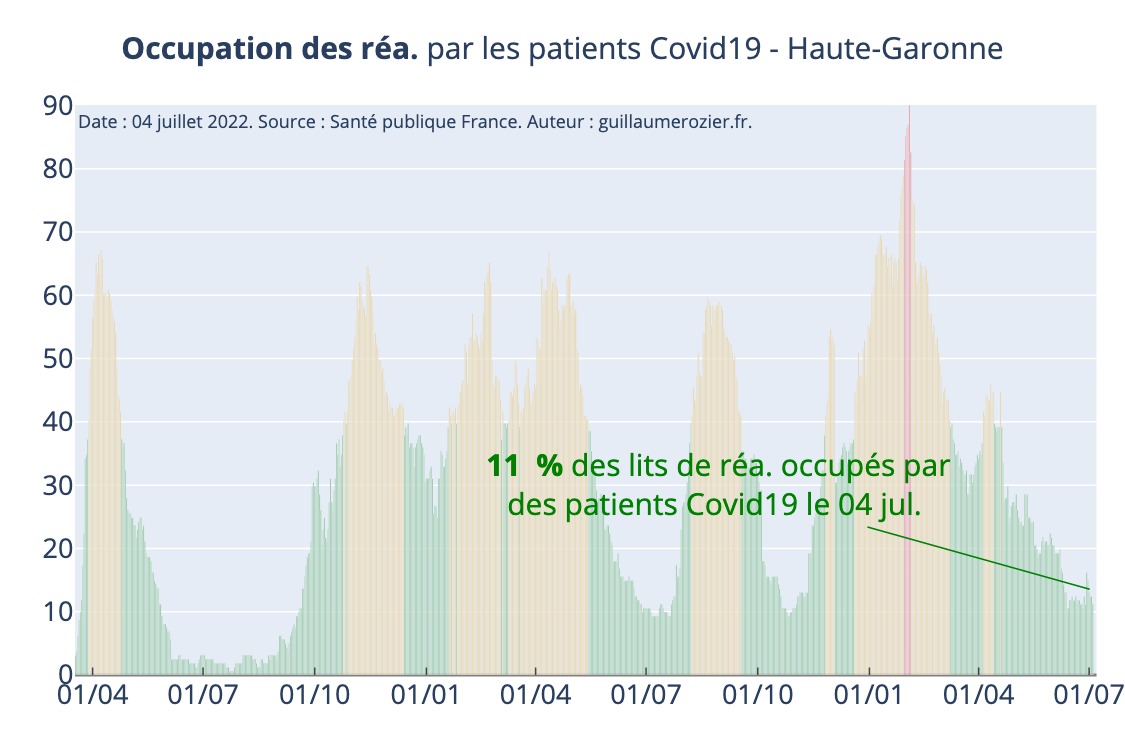 Occupation des réa. par les patients Covid19 - Haute-Garonne
90
Date : 04 juillet 2022. Source : Santé publique France. Auteur : guillaumerozier.fr.
80
70
60
50
40
11 % des lits de réa. occupés par
30
des patients Covid19 le 04 jul.
20
10
0
01/04 01/07 01/10 01/01 01/04 01/07 01/10 01/01 01/04 01/07